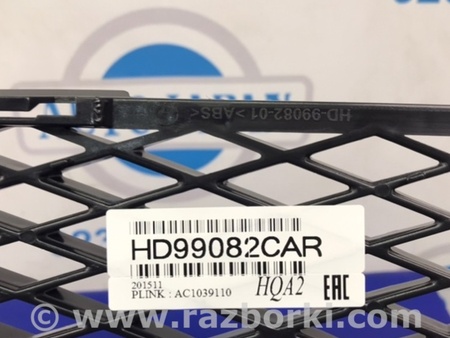 HD-99082-01 >ABS<
HD99082CAR
201511
PLINK : AC1039110
HQA2
EAC
www.razborki.com